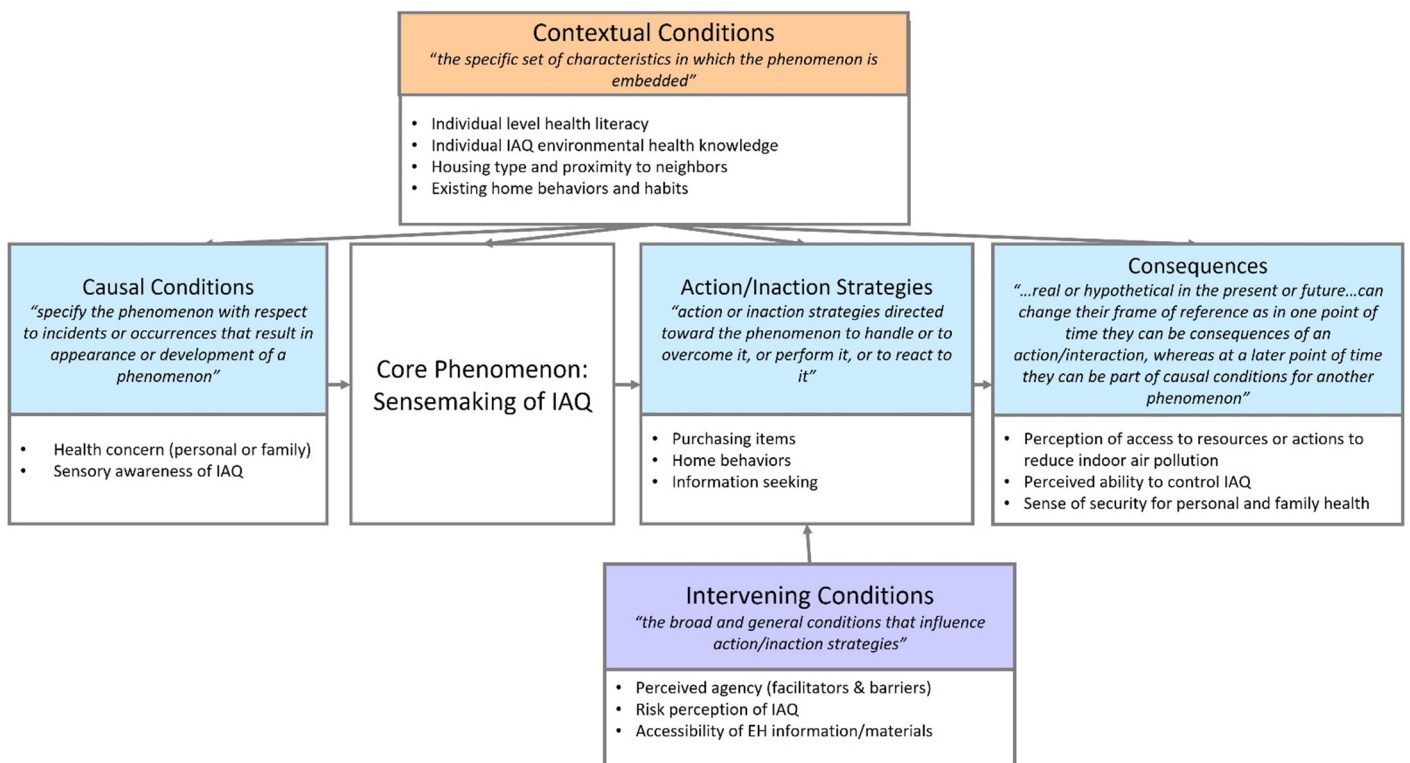 Contextual Conditions
“the specific set of characteristics in which the phenomenon is
embedded”
• Individual level health literacy
• Individual IAQ environmental health knowledge
• Housing type and proximity to neighbors
• Existing home behaviors and habits
Causal Conditions
“specify the phenomenon with respect
to incidents or occurrences that result in
appearance or development of a
phenomenon”
• Health concern (personal or family)
• Sensory awareness of IAQ
Core Phenomenon:
Sensemaking of IAQ
Action/Inaction Strategies
“action or inaction strategies directed
toward the phenomenon to handle or to
overcome it, or perform it, or to react to
it”
• Purchasing items
• Home behaviors
• Information seeking
Consequences
“…real or hypothetical in the present or future…can
change their frame of reference as in one point of
time they can be consequences of an
action/interaction, whereas at a later point of time
they can be part of causal conditions for another
phenomenon”
• Perception of access to resources or actions to
reduce indoor air pollution
• Perceived ability to control IAQ
• Sense of security for personal and family health
Intervening Conditions
“the broad and general conditions that influence
action/inaction strategies”
• Perceived agency (facilitators & barriers)
• Risk perception of IAQ
• Accessibility of EH information/materials